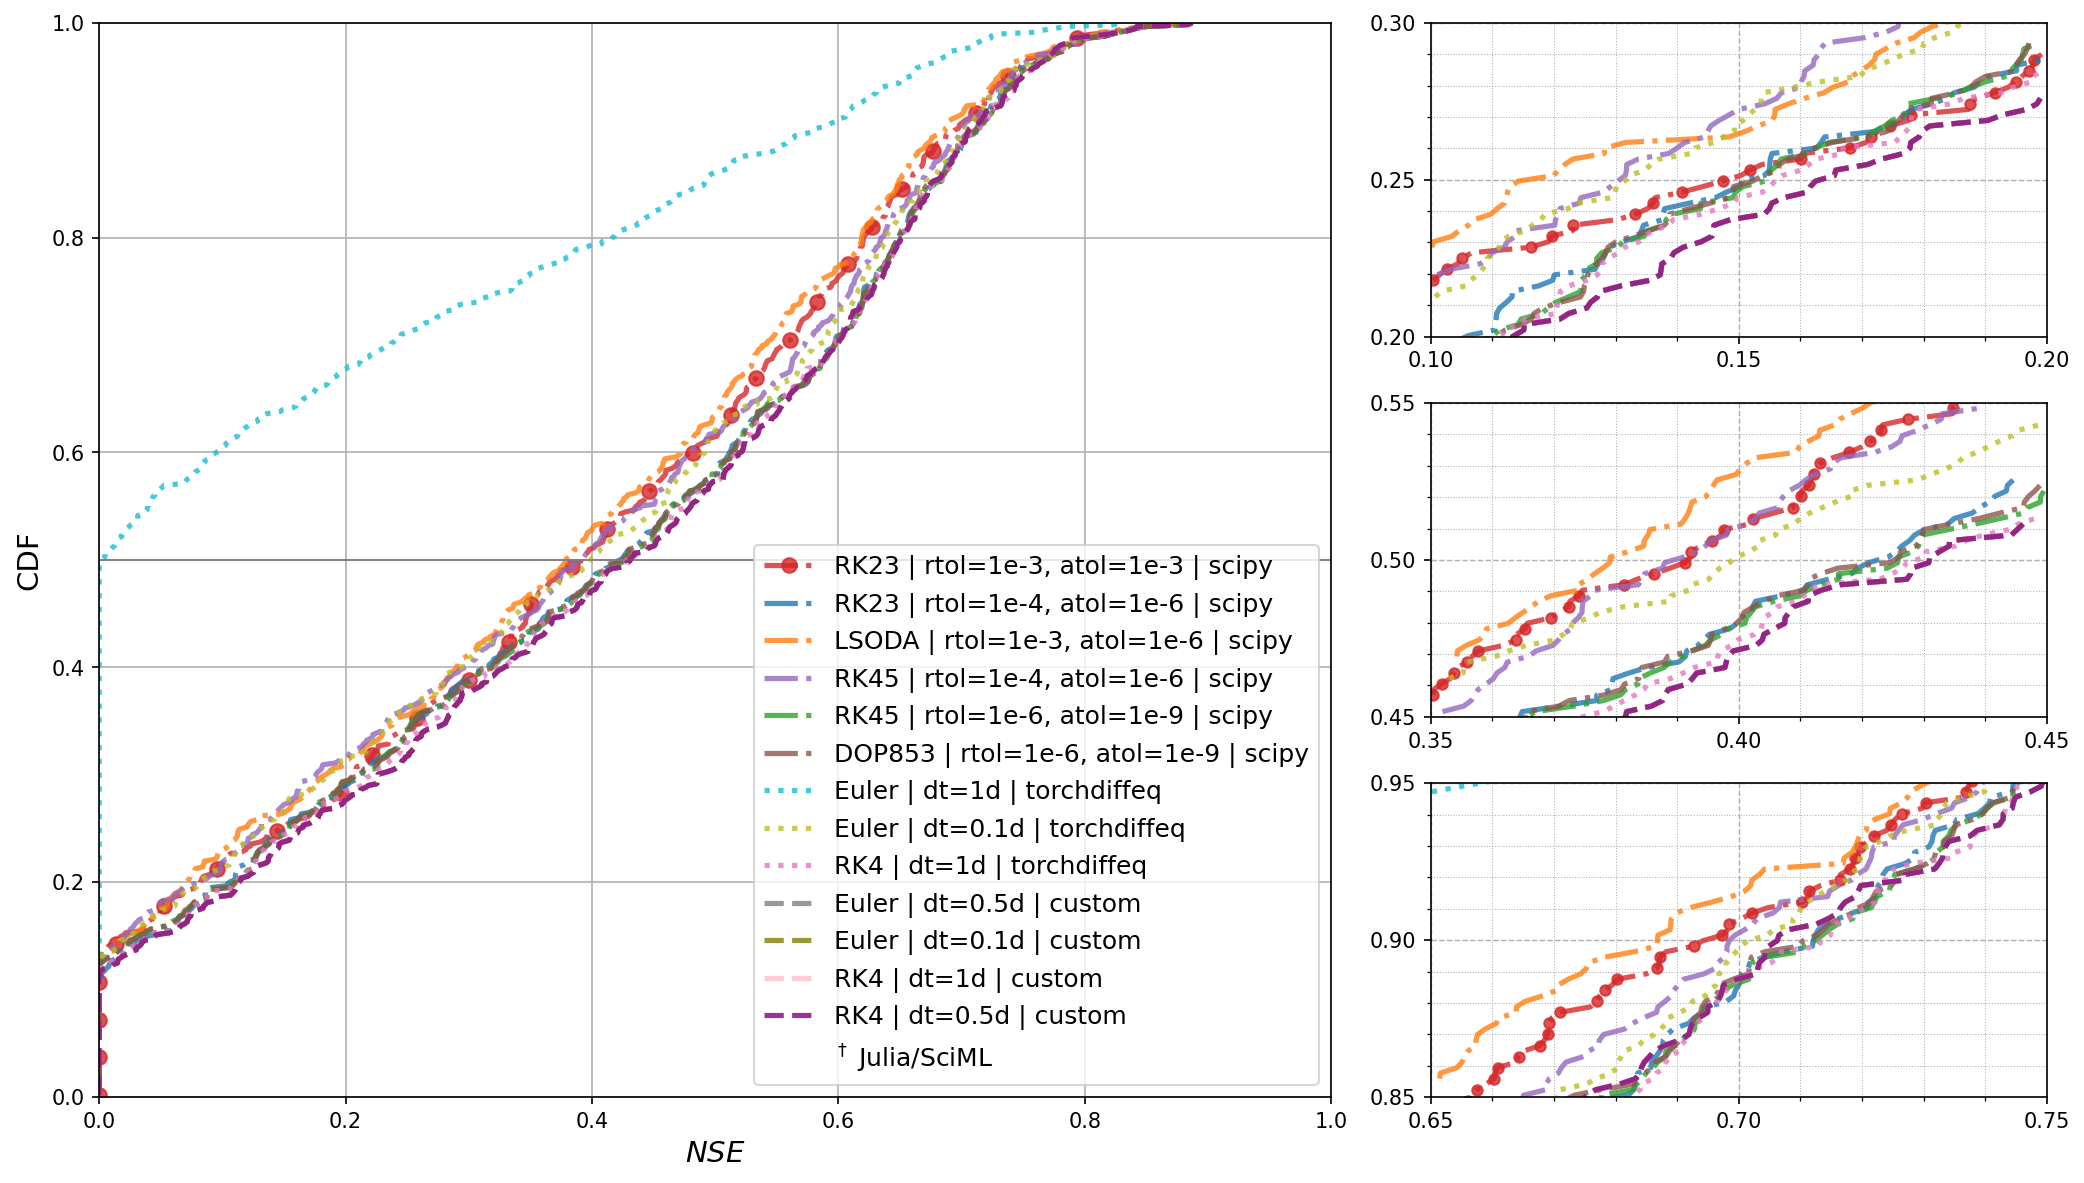 1.0
0.8
0.6
0.4
0.2
0.0
CDF
0.0 0.2 0.4 0.6 0.8 1.0
NSE
RK23 | rtol=1e-3, atol=1e-3 | scipy
RK23 | rtol=1e-4, atol=1e-6 | scipy
LSODA | rtol=1e-3, atol=1e-6 | scipy
RK45 | rtol=1e-4, atol=1e-6 | scipy
RK45 | rtol=1e-6, atol=1e-9 | scipy
DOP853 | rtol=1e-6, atol=1e-9 | scipy
Euler | dt=1d | torchdiffeq
Euler | dt=0.1d | torchdiffeq
RK4 | dt=1d | torchdiffeq
Euler | dt=0.5d | custom
Euler | dt=0.1d | custom
RK4 | dt=1d | custom
RK4 | dt=0.5d | custom
† Julia/SciML
0.30
0.25
0.20
0.10 0.15 0.20
0.55
0.50
0.45
0.35 0.40 0.45
0.95
0.90
0.85
0.65 0.70 0.75